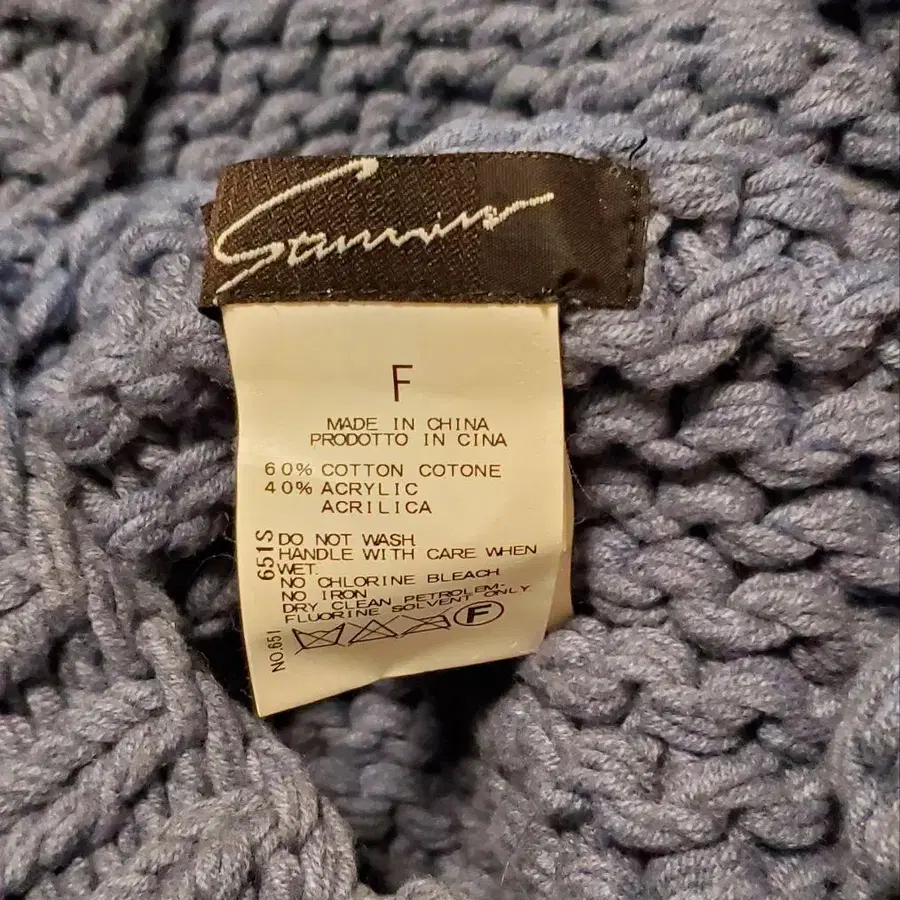 F
MADE IN CHINA
PRODOTTO IN CINA
60% COTTON COTONE
40% ACRYLIC
ACRILICA
DO NOT WASH
HANDLE WITH CARE WHEN
WET.
NO CHLORINE BLEACH
NO IRON
DRY CLEAN PETROLEM-
FLUORINE SOLVENT ONLY.
F
651S
NO.651